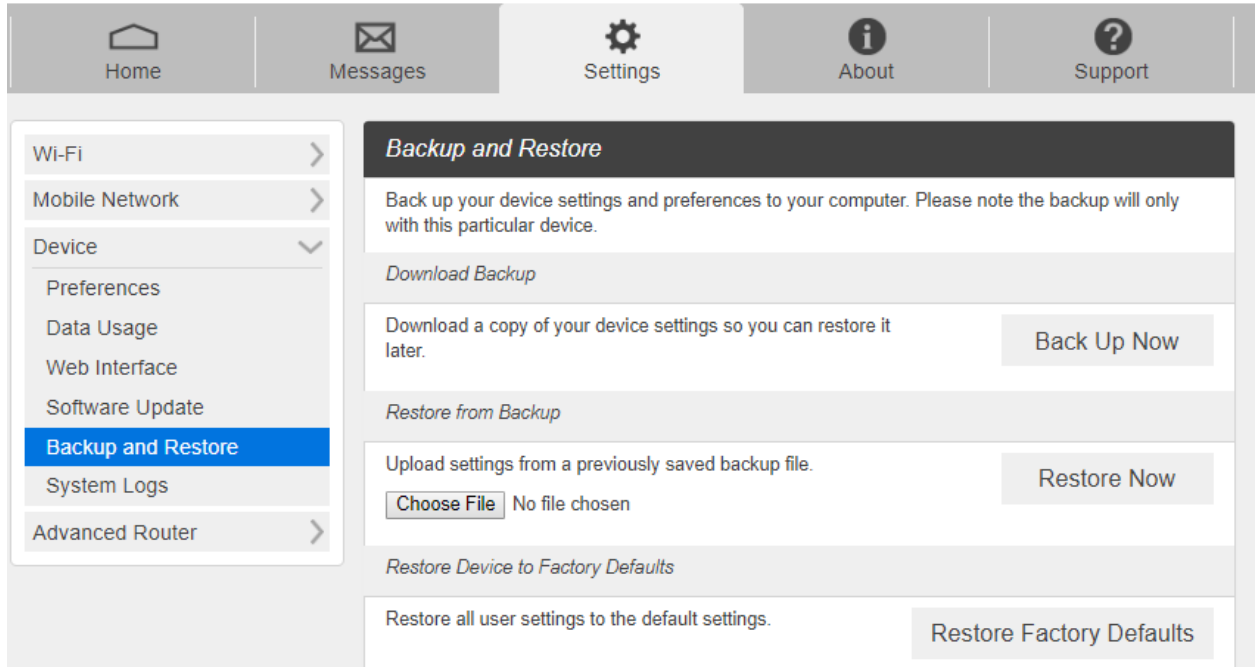 Home
Messages
Settings
About
Support
Wi-Fi
Mobile Network
Device
Preferences
Data Usage
Web Interface
Software Update
Backup and Restore
System Logs
Advanced Router
Backup and Restore
Back up your device settings and preferences to your computer. Please note the backup will only
with this particular device.
Download Backup
Download a copy of your device settings so you can restore it
later.
Back Up Now
Restore from Backup
Upload settings from a previously saved backup file.
Choose File No file chosen
Restore Now
Restore Device to Factory Defaults
Restore all user settings to the default settings.
Restore Factory Defaults